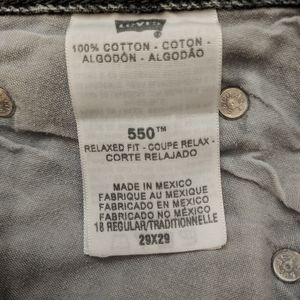 LEVI'S
100% COTTON - COTON -
ALGODÓN - ALGODÃO
550™
RELAXED FIT - COUPE RELAX -
CORTE RELAJADO
MADE IN MEXICO
FABRIQUE AU MEXIQUE
FABRICADO EN MEXICO
FABRICADO NO MÉXICO
18 REGULAR/TRADITIONNELLE
29X29